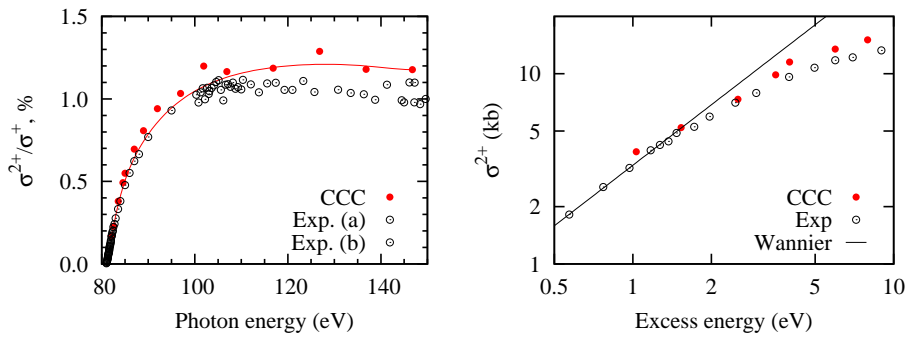 σ²⁺/σ⁺, %
1.5
1.0
0.5
0.0
80
100
120
140
Photon energy (eV)
CCC
Exp. (a)
Exp. (b)
σ²⁺ (kb)
10
5
2
1
0.5
1
2
5
10
Excess energy (eV)
CCC
Exp
Wannier